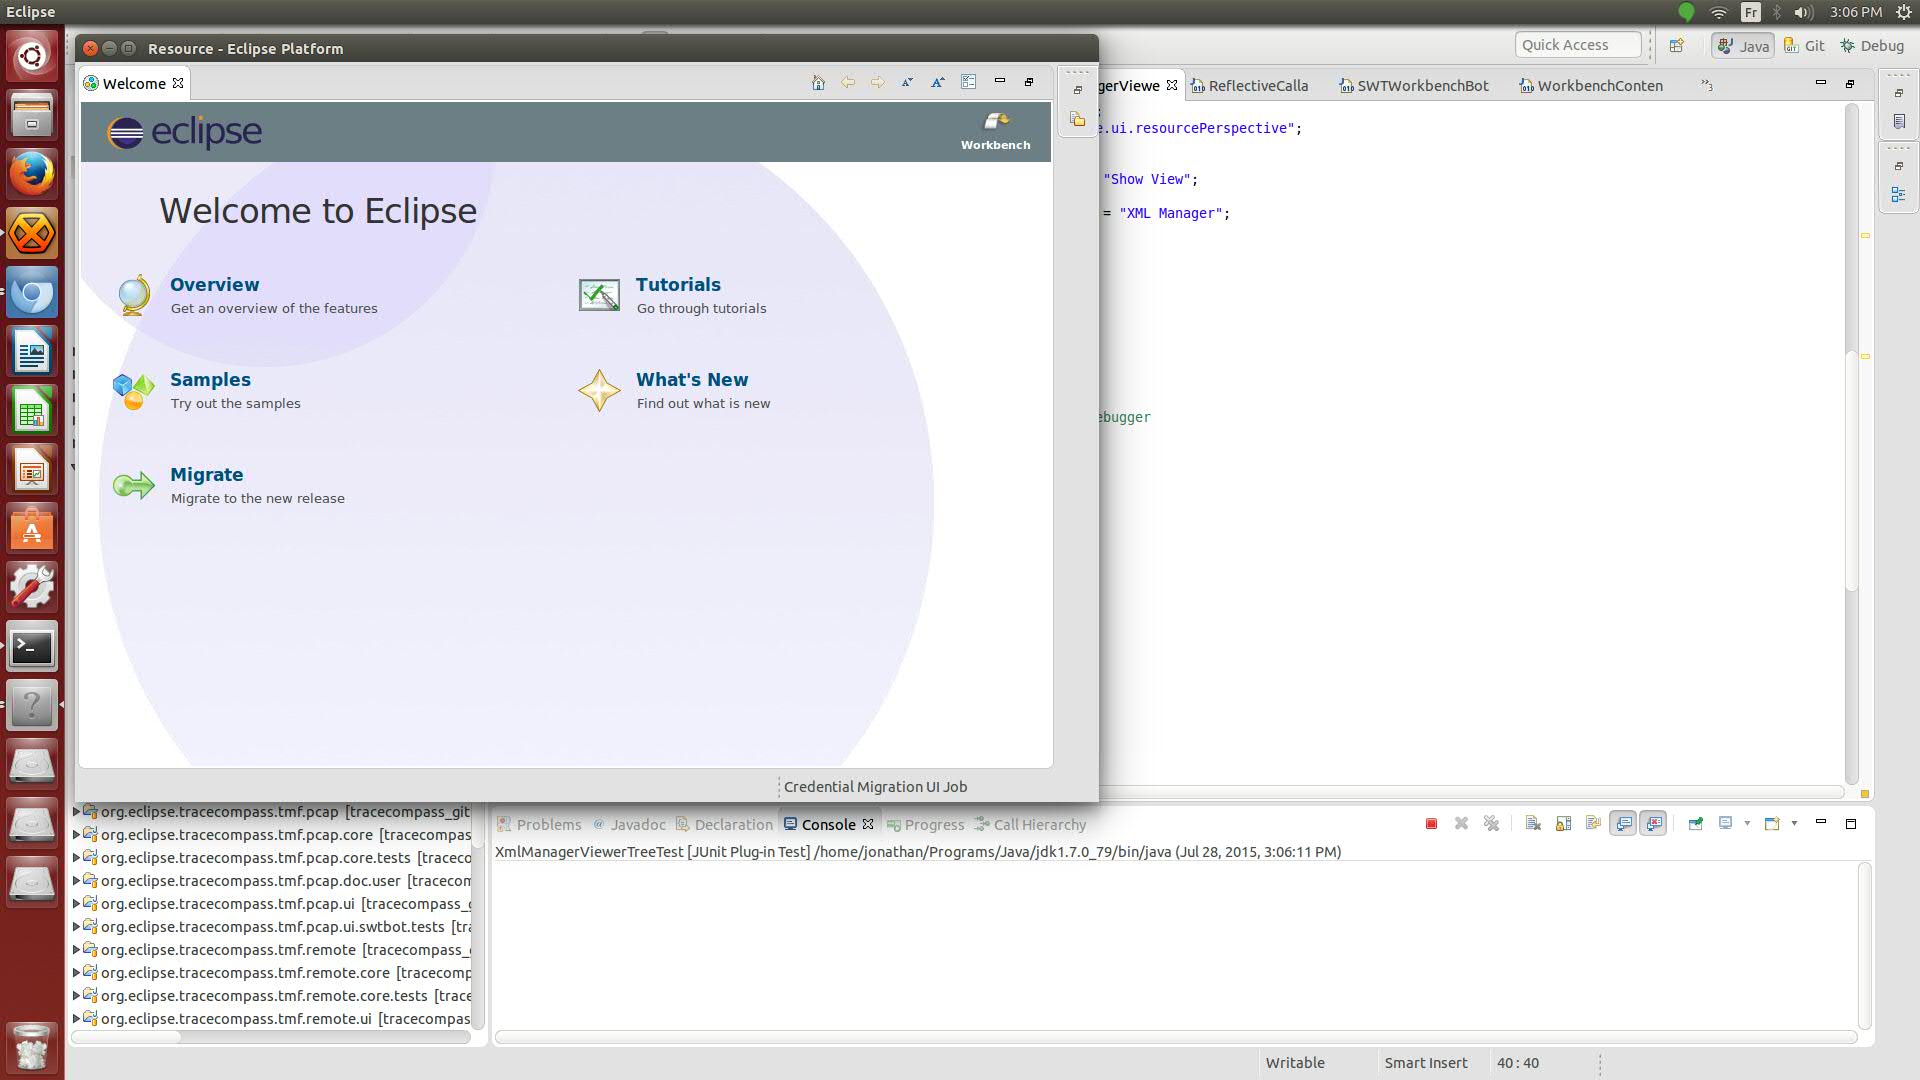 Eclipse
Fr
3:06 PM
Resource - Eclipse Platform
Quick Access
Java
Git
Debug
Welcome
gerViewe
ReflectiveCalla
SWTWorkbenchBot
WorkbenchConten
3
eclipse
Workbench
e.ui.resourcePerspective";
"Show View";
= "XML Manager";
Welcome to Eclipse
Overview
Get an overview of the features
Tutorials
Go through tutorials
Samples
Try out the samples
What's New
Find out what is new
ebugger
Migrate
Migrate to the new release
Credential Migration UI Job
org.eclipse.tracecompass.tmf.pcap [tracecompass_git
org.eclipse.tracecompass.tmf.pcap.core [tracecompas
org.eclipse.tracecompass.tmf.pcap.core.tests [traceco
org.eclipse.tracecompass.tmf.pcap.doc.user [tracecom
org.eclipse.tracecompass.tmf.pcap.ui [tracecompass_g
org.eclipse.tracecompass.tmf.pcap.ui.swtbot.tests [tra
org.eclipse.tracecompass.tmf.remote [tracecompass_
org.eclipse.tracecompass.tmf.remote.core [tracecomp
org.eclipse.tracecompass.tmf.remote.core.tests [trace
org.eclipse.tracecompass.tmf.remote.ui [tracecompas
Problems
@ Javadoc
Declaration
Console
Progress
Call Hierarchy
XmlManagerViewerTreeTest [JUnit Plug-in Test] /home/jonathan/Programs/Java/jdk1.7.0_79/bin/java (Jul 28, 2015, 3:06:11 PM)
Writable
Smart Insert
40 : 40